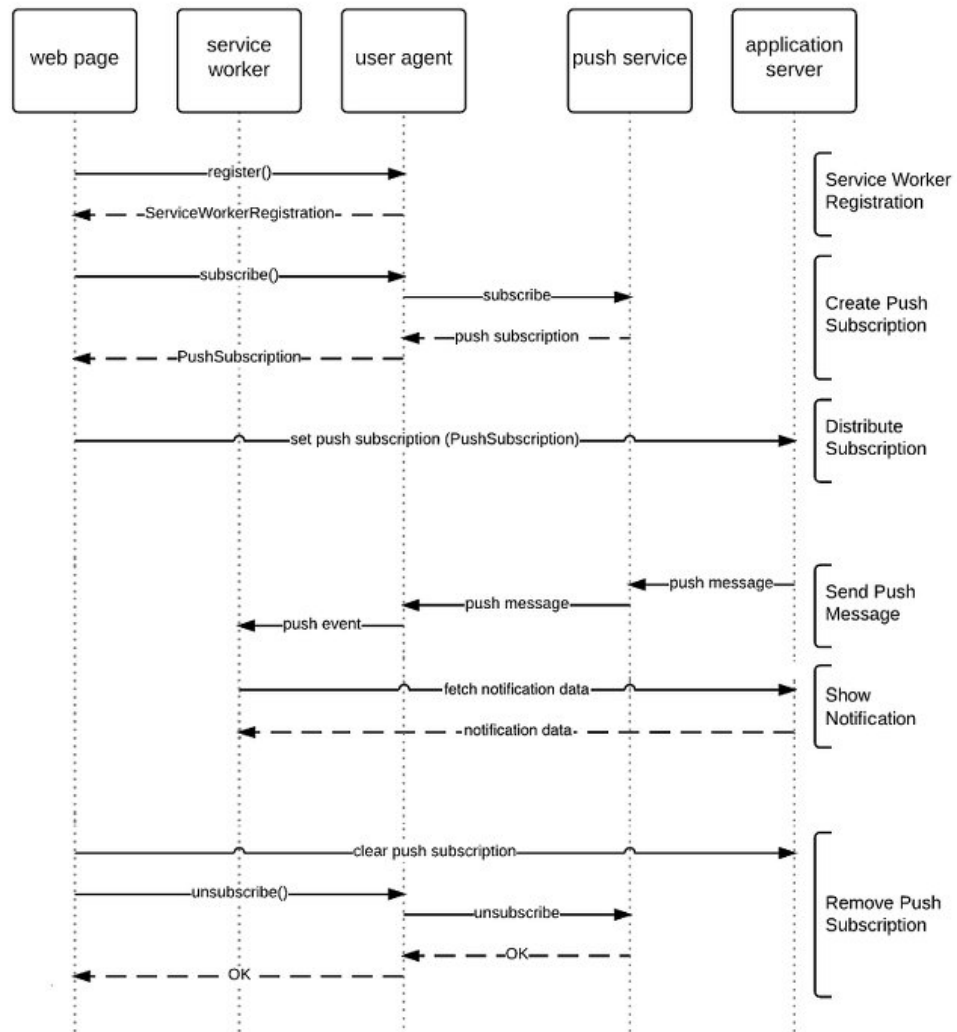 web page
service
worker
user agent
push service
application
server
register()
Service Worker
Registration
ServiceWorkerRegistration
subscribe()
subscribe
Create Push
Subscription
push subscription
PushSubscription
set push subscription (PushSubscription)
Distribute
Subscription
push message
Send Push
Message
push message
push event
fetch notification data
Show
Notification
notification data
clear push subscription
unsubscribe()
unsubscribe
Remove Push
Subscription
OK
OK